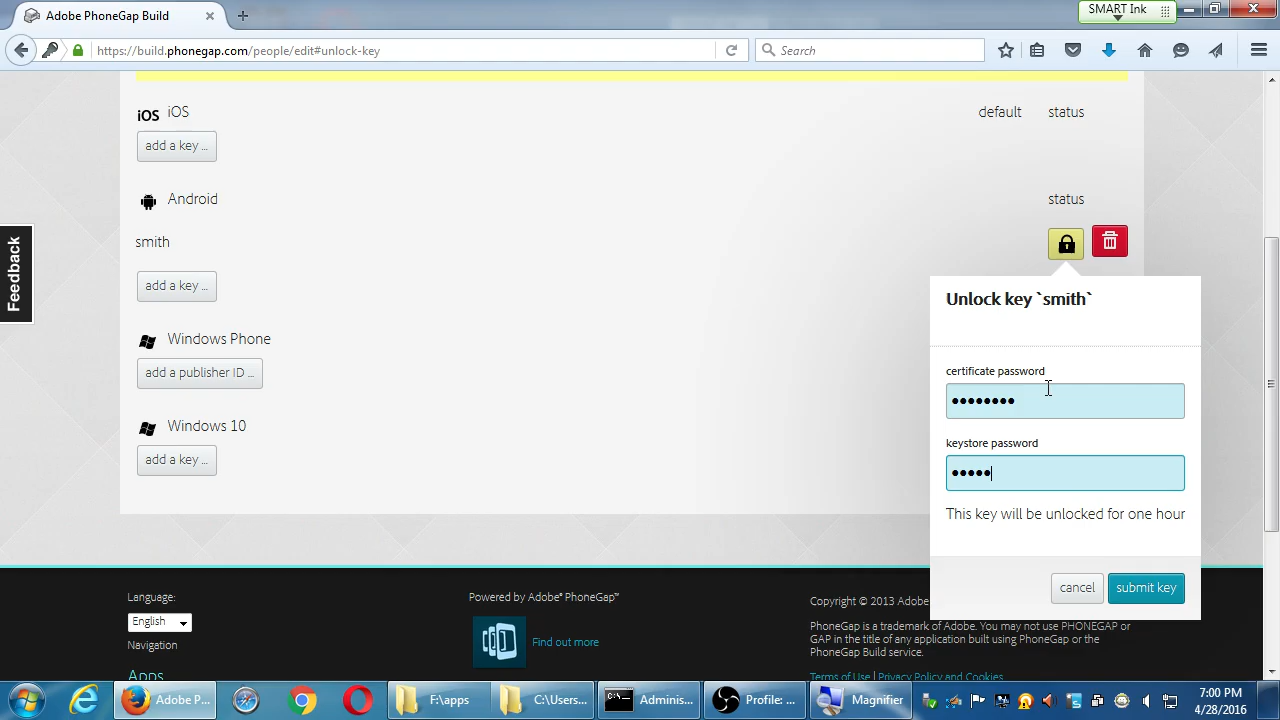 Adobe PhoneGap Build
SMART Ink
https://build.phonegap.com/people/edit#unlock-key
Search
iOS iOS default status
add a key ...
Android status
smith
add a key ...
Windows Phone
add a publisher ID ...
Windows 10
add a key ...
Feedback
Unlock key `smith`
certificate password
••••••••
keystore password
•••••
This key will be unlocked for one hour
cancel submit key
Language:
English
Navigation
Apps
Powered by Adobe® PhoneGap™
Find out more
Copyright © 2013 Adobe
PhoneGap is a trademark of Adobe. You may not use PHONEGAP or
GAP in the title of any application built using PhoneGap or the
PhoneGap Build service.
Terms of Use | Privacy Policy and Cookies
Adobe P...
F:\apps
C:\Users...
Adminis...
Profile: ...
Magnifier
7:00 PM
4/28/2016